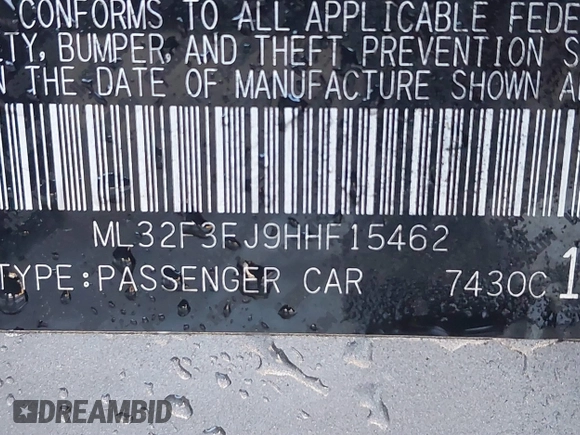 CONFORMS TO ALL APPLICABLE FEDE
TY, BUMPER, AND THEFT PREVENTION S
N THE DATE OF MANUFACTURE SHOWN A
ML32F3FJ9HHF15462
TYPE:PASSENGER CAR 7430C 1
DREAMBID